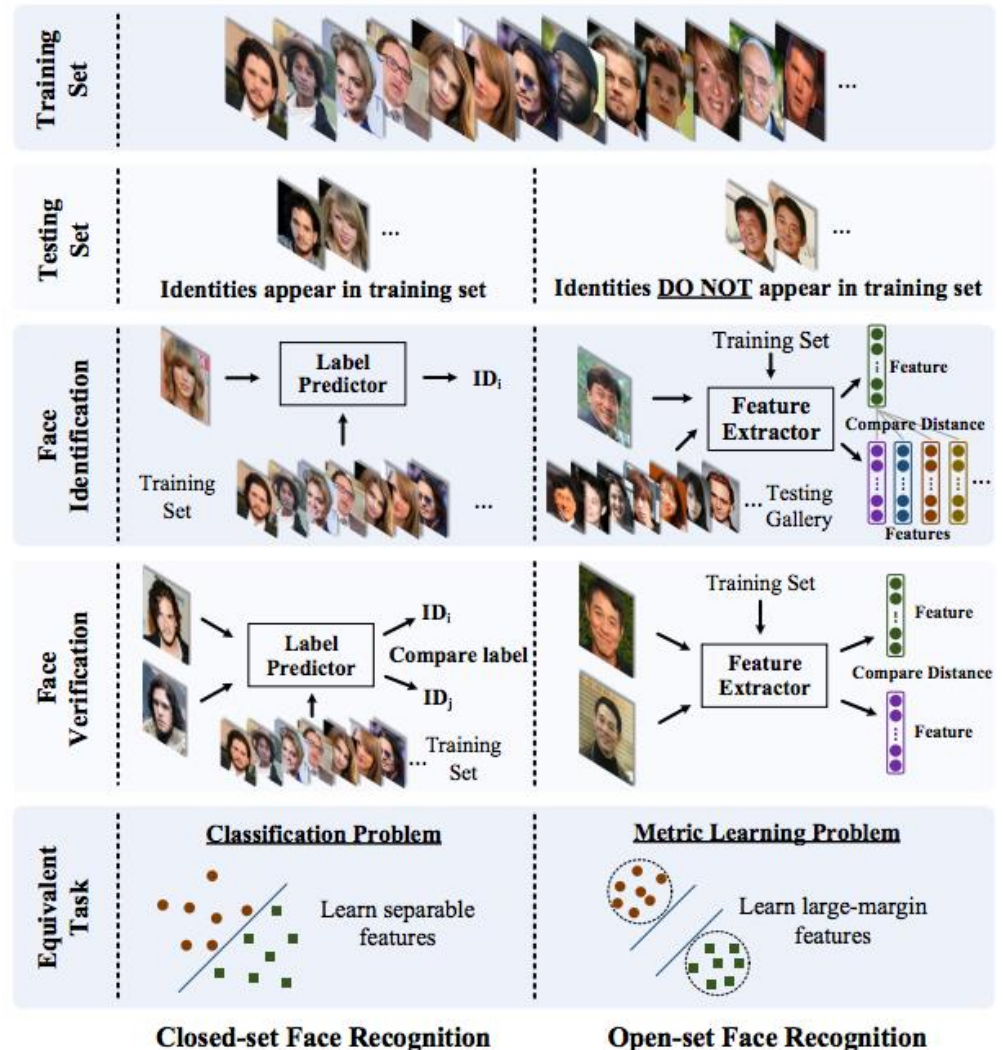 Training
Set
...
Testing
Set
...
Identities appear in training set
...
Identities DO NOT appear in training set
Face
Identification
Label
Predictor
IDi
Training
Set
...
Training Set
Feature
Extractor
Feature
Compare Distance
...
Testing
Gallery
...
Features
Face
Verification
Label
Predictor
IDi
Compare label
IDj
... Training
Set
Training Set
Feature
Extractor
Feature
Compare Distance
Feature
Equivalent
Task
Classification Problem
Learn separable
features
Metric Learning Problem
Learn large-margin
features
Closed-set Face Recognition
Open-set Face Recognition